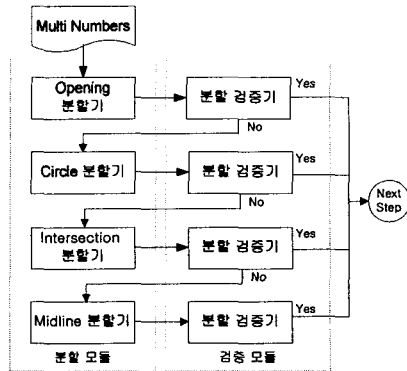 Multi Numbers
Opening
분할기
분할 검증기
Yes
No
Circle 분할기
분할 검증기
Yes
No
Next
Step
Intersection
분할기
분할 검증기
Yes
No
Midline 분할기
분할 검증기
Yes
분할 모듈
검증 모듈